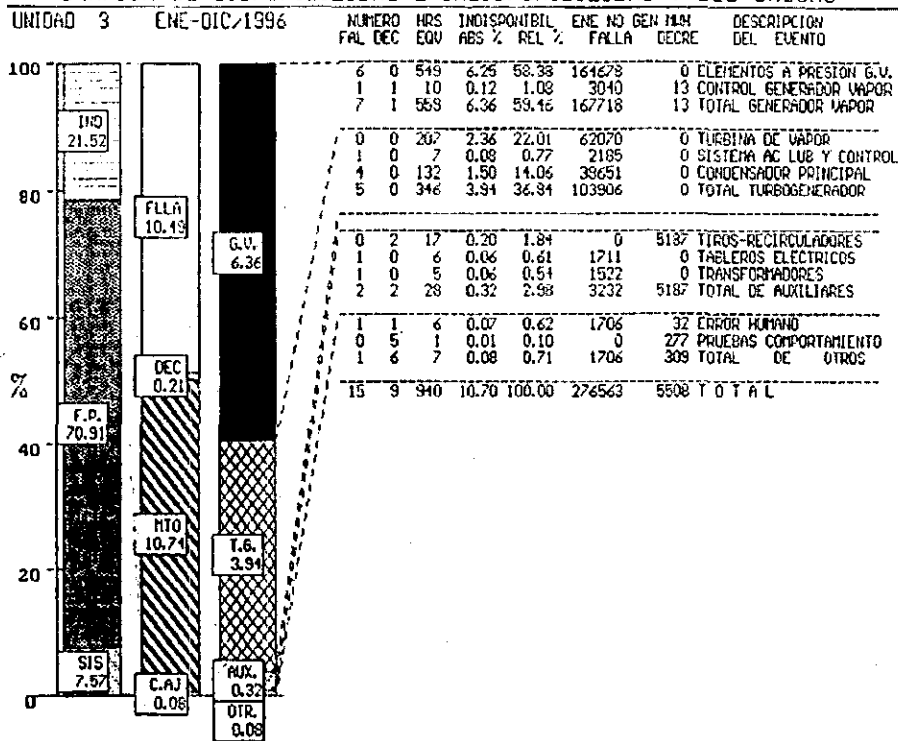 UNIDAD 3 ENE-DIC/1996
NUMERO HRS INDISPONIBIL ENE NO GEN MUH DESCRIPCION
FAL DEC EQV ABS % REL % FALLA DECRE DEL EVENTO
6 0 549 6.25 58.38 164678 0 ELEMENTOS A PRESION G.V.
1 1 10 0.12 1.08 3040 13 CONTROL GENERADOR VAPOR
7 1 559 6.36 59.46 167718 13 TOTAL GENERADOR VAPOR
0 0 207 2.36 22.01 62070 0 TURBINA DE VAPOR
1 0 7 0.08 0.77 2185 0 SISTEMA AC LUB Y CONTROL
4 0 132 1.50 14.06 39651 0 CONDENSADOR PRINCIPAL
5 0 346 3.94 36.84 103906 0 TOTAL TURBOGENERADOR
0 2 17 0.20 1.84 0 5187 TIROS-RECIRCULADORES
1 0 6 0.06 0.61 1711 0 TABLEROS ELECTRICOS
1 0 5 0.06 0.54 1522 0 TRANSFORMADORES
2 2 28 0.32 2.98 3232 5187 TOTAL DE AUXILIARES
1 1 6 0.07 0.62 1706 32 ERROR HUMANO
0 5 1 0.01 0.10 0 277 PRUEBAS COMPORTAMIENTO
1 6 7 0.08 0.71 1706 309 TOTAL DE OTROS
15 9 940 10.70 100.00 276563 5508 T O T A L
%
100
80
60
40
20
0
IND
21.52
F.P.
70.91
SIS
7.57
FLLA
10.49
DEC
0.21
MTO
10.74
C.AJ
0.08
G.V.
6.36
T.G.
3.94
AUX.
0.32
OTR.
0.08